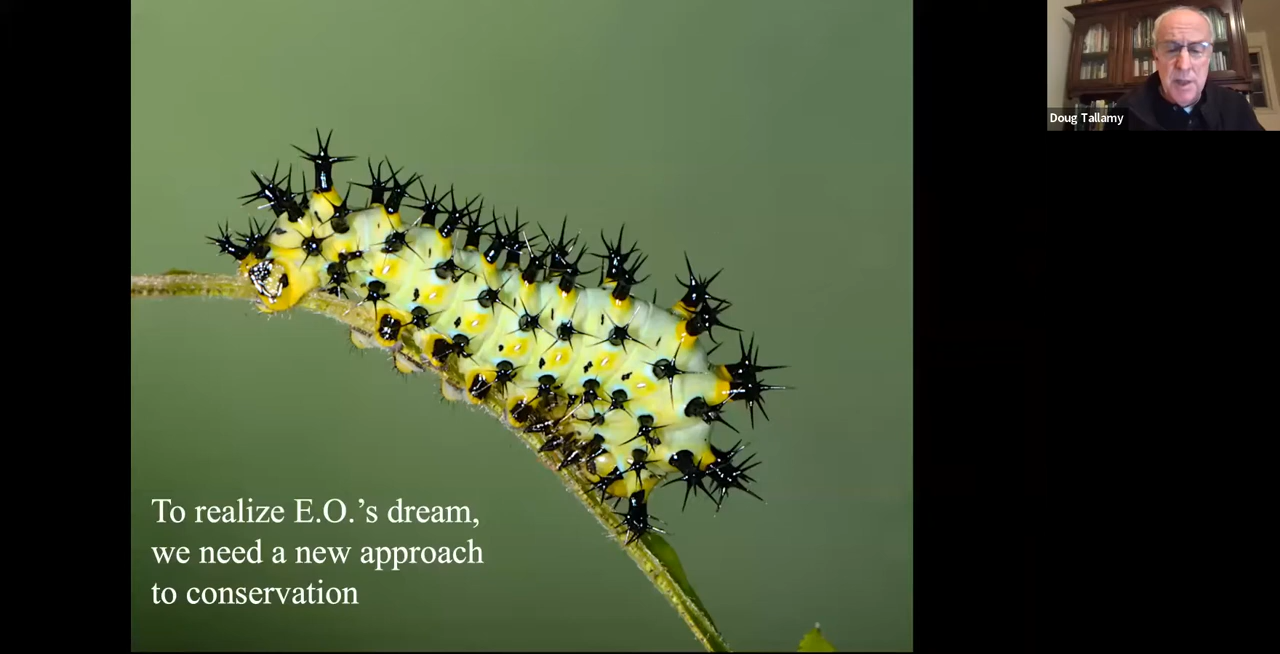 Doug Tallamy
To realize E.O.’s dream,
we need a new approach
to conservation